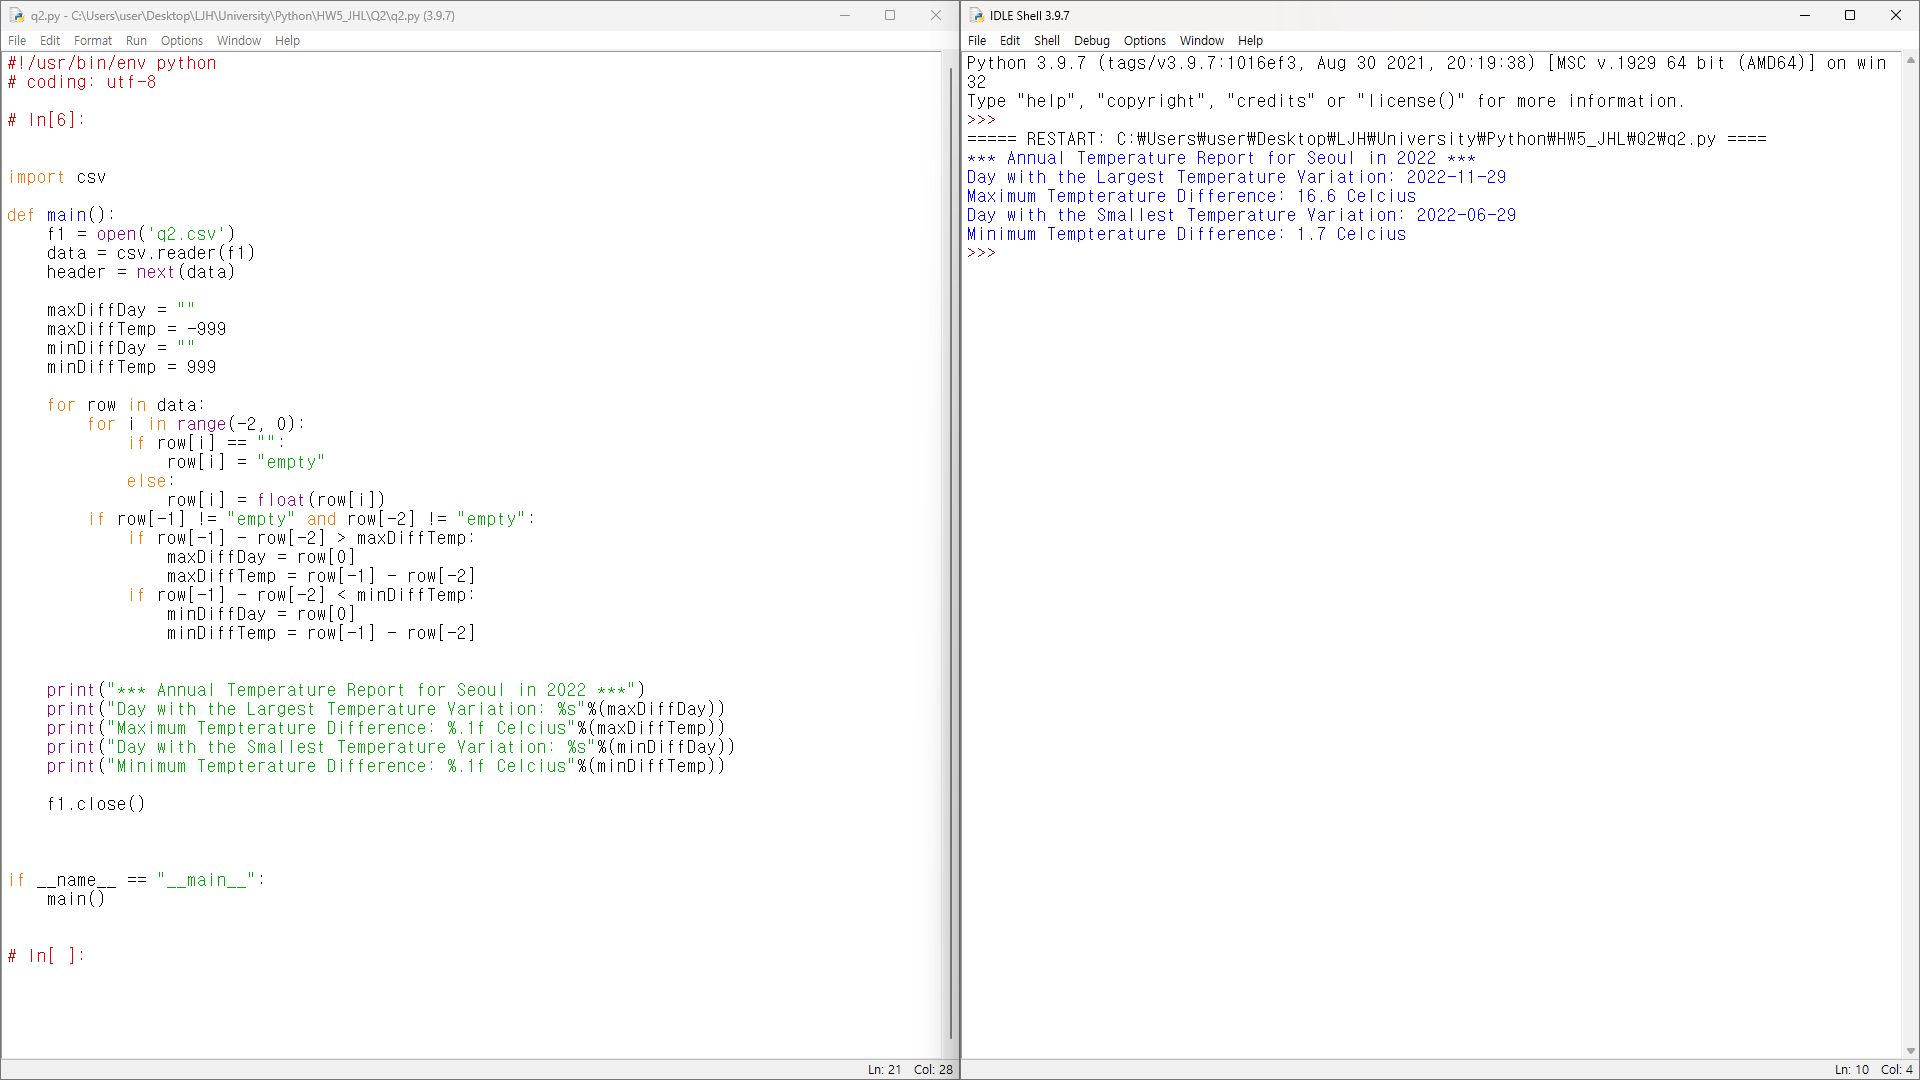 q2.py - C:\Users\user\Desktop\LJH\University\Python\HW5_JHL\Q2\q2.py (3.9.7)
File Edit Format Run Options Window Help
#!/usr/bin/env python
# coding: utf-8

# In[6]:


import csv

def main():
    f1 = open('q2.csv')
    data = csv.reader(f1)
    header = next(data)

    maxDiffDay = ""
    maxDiffTemp = -999
    minDiffDay = ""
    minDiffTemp = 999

    for row in data:
        for i in range(-2, 0):
            if row[i] == "":
                row[i] = "empty"
            else:
                row[i] = float(row[i])
        if row[-1] != "empty" and row[-2] != "empty":
            if row[-1] - row[-2] > maxDiffTemp:
                maxDiffDay = row[0]
                maxDiffTemp = row[-1] - row[-2]
            if row[-1] - row[-2] < minDiffTemp:
                minDiffDay = row[0]
                minDiffTemp = row[-1] - row[-2]


    print("*** Annual Temperature Report for Seoul in 2022 ***")
    print("Day with the Largest Temperature Variation: %s"%(maxDiffDay))
    print("Maximum Tempterature Difference: %.1f Celcius"%(maxDiffTemp))
    print("Day with the Smallest Temperature Variation: %s"%(minDiffDay))
    print("Minimum Tempterature Difference: %.1f Celcius"%(minDiffTemp))

    f1.close()



if __name__ == "__main__":
    main()


# In[ ]:
Ln: 21 Col: 28
IDLE Shell 3.9.7
File Edit Shell Debug Options Window Help
Python 3.9.7 (tags/v3.9.7:1016ef3, Aug 30 2021, 20:19:38) [MSC v.1929 64 bit (AMD64)] on win
32
Type "help", "copyright", "credits" or "license()" for more information.
>>>
===== RESTART: C:₩Users₩user₩Desktop₩LJH₩University₩Python₩HW5_JHL₩Q2₩q2.py ====
*** Annual Temperature Report for Seoul in 2022 ***
Day with the Largest Temperature Variation: 2022-11-29
Maximum Tempterature Difference: 16.6 Celcius
Day with the Smallest Temperature Variation: 2022-06-29
Minimum Tempterature Difference: 1.7 Celcius
>>>
Ln: 10 Col: 4